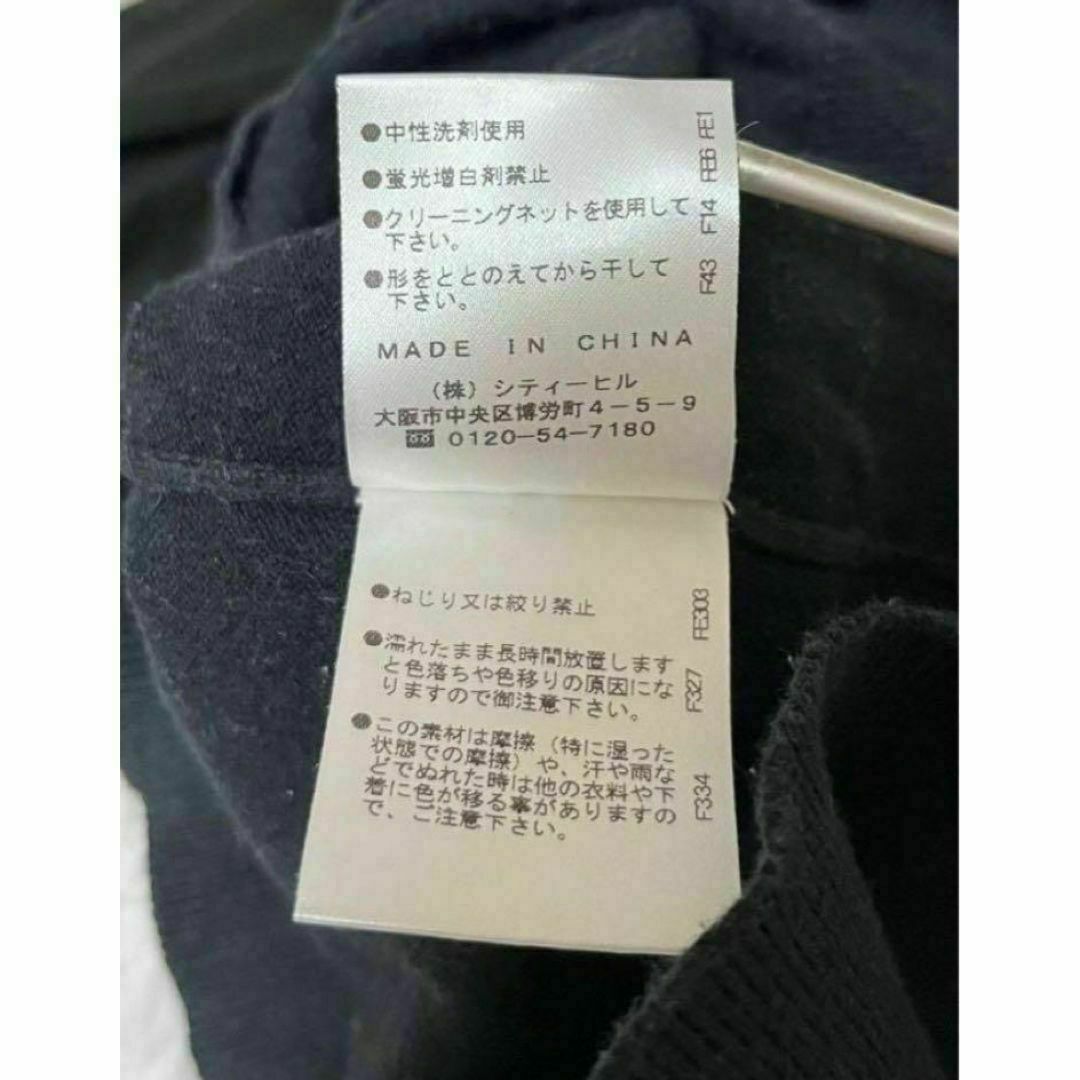 ●中性洗剤使用
●蛍光増白剤禁止
●クリーニングネットを使用して
下さい。
●形をととのえてから干して
下さい。
MADE IN CHINA
（株）シティーヒル
大阪市中央区博労町4-5-9
0120-54-7180
FE1
FE6
F14
F43
●ねじり又は絞り禁止
●濡れたまま長時間放置します
と色落ちや色移りの原因にな
りますので御注意下さい。
●この素材は摩擦（特に湿った
状態での摩擦）や、汗や雨な
どでぬれた時は他の衣料や下
着に色が移る事がありますの
で、ご注意下さい。
FE303
F327
F334